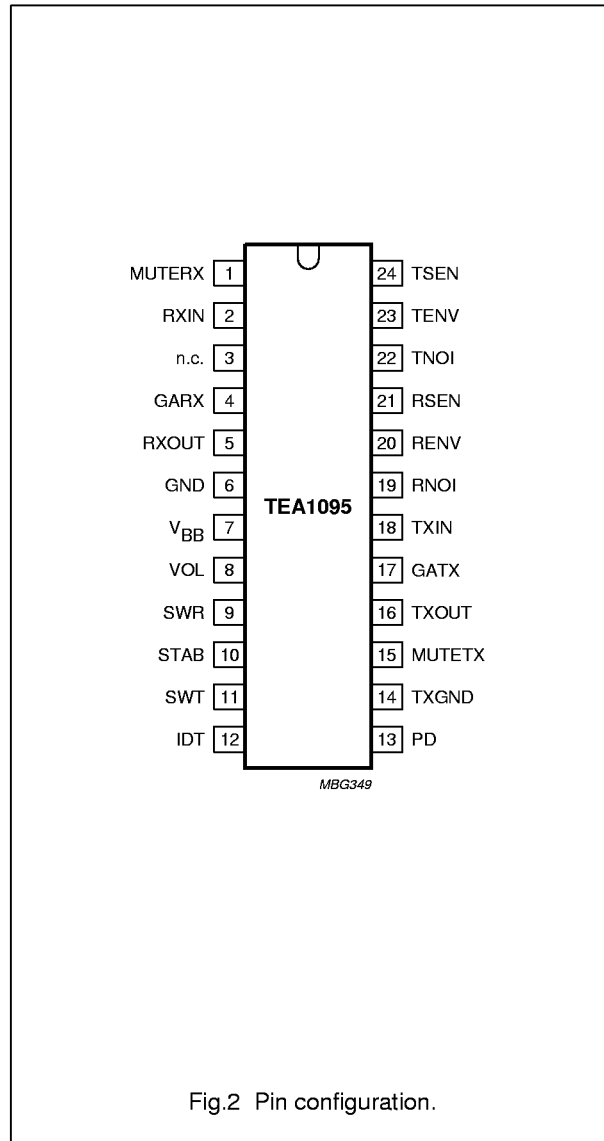 MUTERX 1 24 TSEN
RXIN 2 23 TENV
n.c. 3 22 TNOI
GARX 4 21 RSEN
RXOUT 5 20 RENV
GND 6 19 RNOI
TEA1095
VBB 7 18 TXIN
VOL 8 17 GATX
SWR 9 16 TXOUT
STAB 10 15 MUTETX
SWT 11 14 TXGND
IDT 12 13 PD
MBG349
Fig.2 Pin configuration.